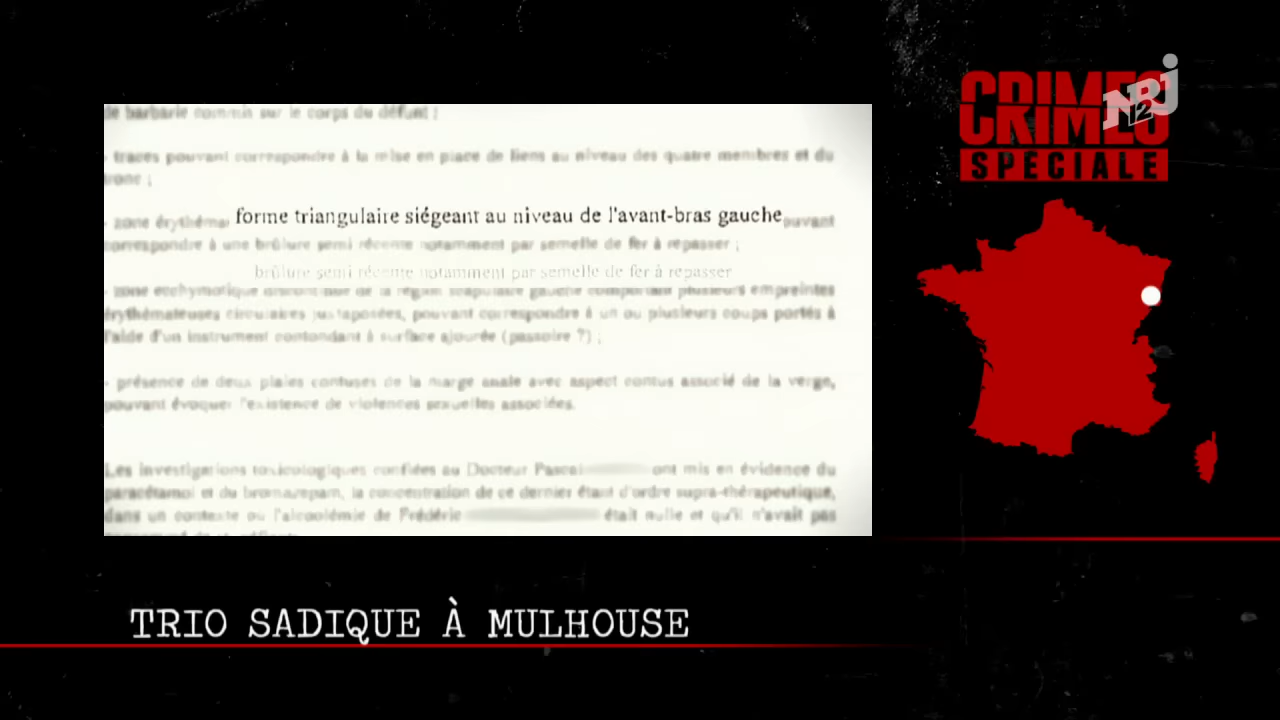 CRIMES
NRJ
12
SPÉCIALE
de barbarie commis sur le corps du défunt ;
- traces pouvant correspondre à la mise en place de liens au niveau des quatre membres et du
tronc ;
- zone érythéma forme triangulaire siégeant au niveau de l'avant-bras gauche ouvant
correspondre à une brûlure semi récente notamment par semelle de fer à repasser ;
brûlure semi récente notamment par semelle de fer à repasser
- zone ecchymotique discontinue de la région scapulaire gauche comportant plusieurs empreintes
érythémateuses circulaires juxtaposées, pouvant correspondre à un ou plusieurs coups portés à
l'aide d'un instrument contondant à surface ajourée (passoire ?) ;
- présence de deux plaies contuses de la marge anale avec aspect contus associé de la verge,
pouvant évoquer l'existence de violences sexuelles associées.
Les investigations toxicologiques confiées au Docteur Pascal ont mis en évidence du
paracétamol et du bromazepam, la concentration de ce dernier étant d'ordre supra-thérapeutique,
dans un contexte ou l'alcoolémie de Frédéric était nulle et qu'il n'avait pas
TRIO SADIQUE À MULHOUSE